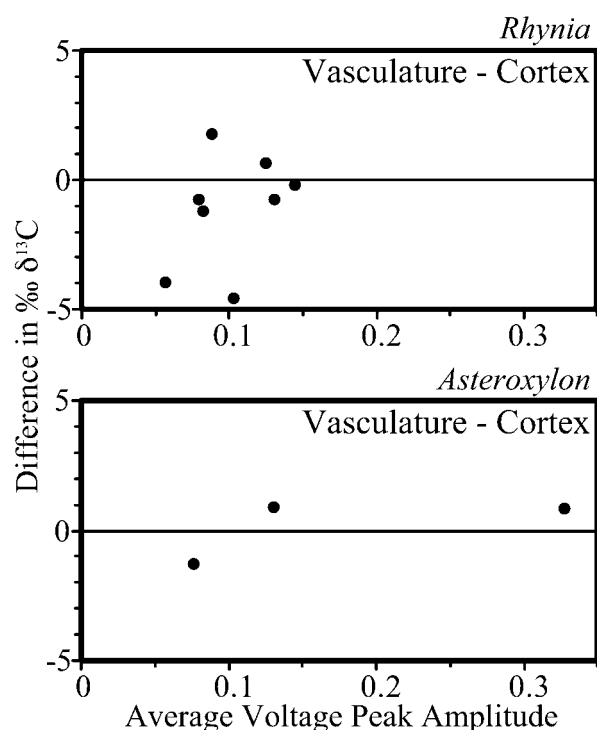 Rhynia
Vasculature - Cortex
5
0
-5
0
0.1
0.2
0.3
Difference in ‰ δ¹³C
Asteroxylon
Vasculature - Cortex
5
0
-5
0
0.1
0.2
0.3
Average Voltage Peak Amplitude